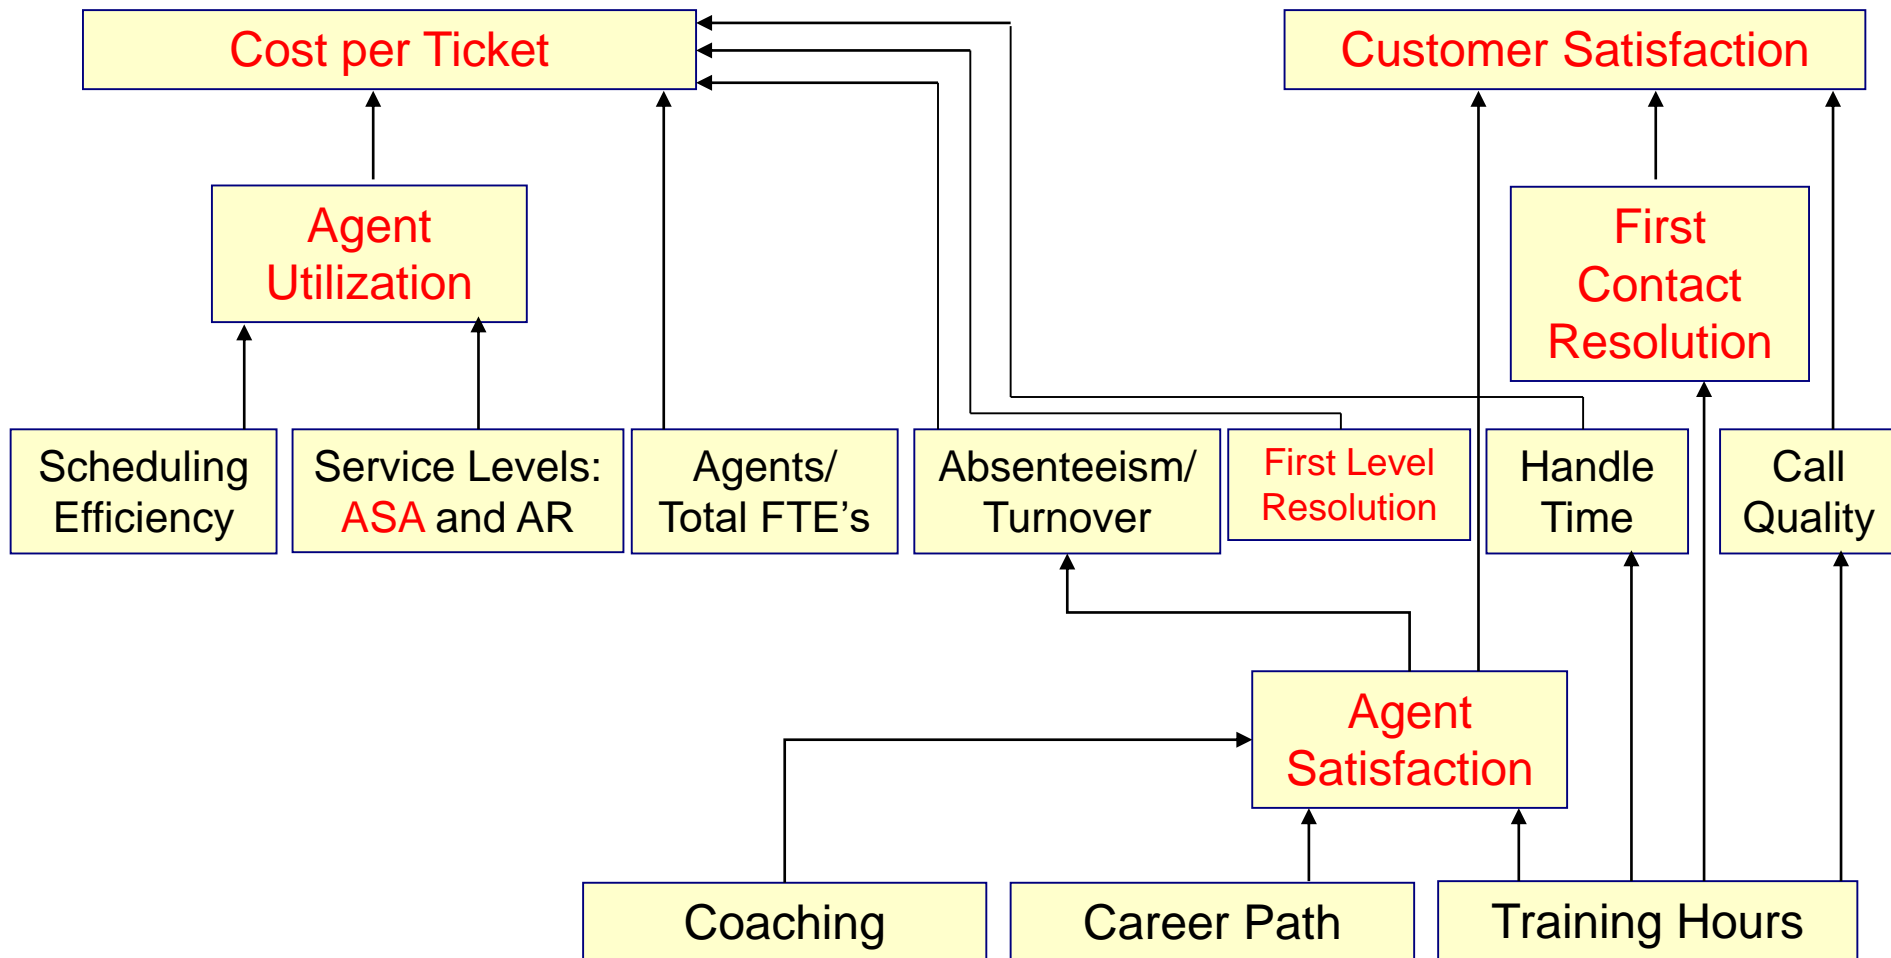 Cost per Ticket
Customer Satisfaction
Agent
Utilization
First
Contact
Resolution
Scheduling
Efficiency
Service Levels:
ASA and AR
Agents/
Total FTE's
Absenteeism/
Turnover
First Level
Resolution
Handle
Time
Call
Quality
Agent
Satisfaction
Coaching
Career Path
Training Hours